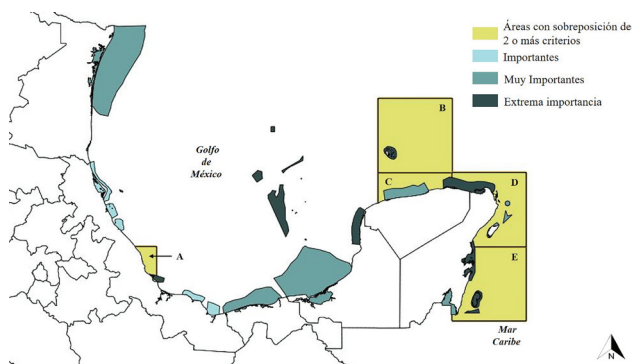 Áreas con sobreposición de
2 o más criterios
Importantes
Muy Importantes
Extrema importancia
B
Golfo
de
México
C
D
A
E
Mar
Caribe
N